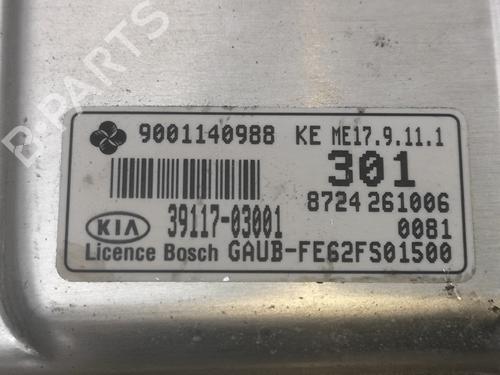 9001140988 KE ME17.9.11.1
301
8724 261006
39117-03001 0081
KIA Licence Bosch GAUB-FE62FS01500
B-PARTS